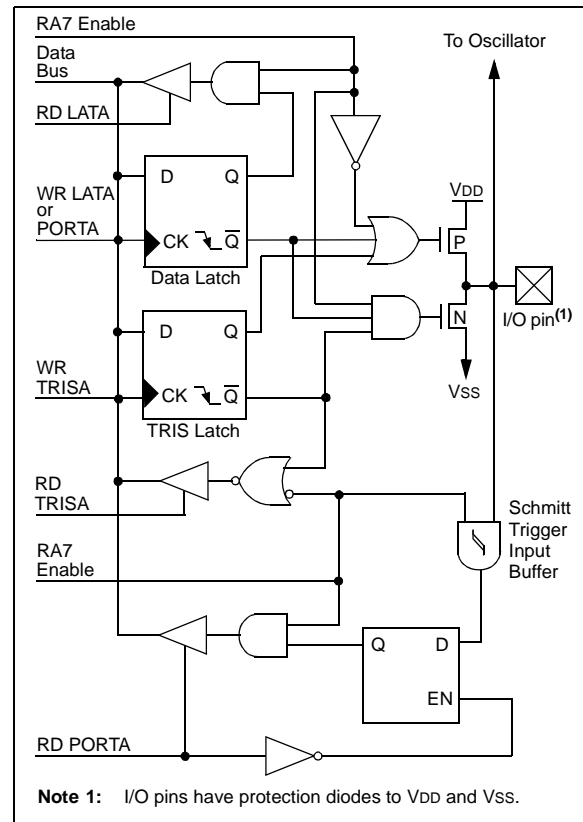 RA7 Enable
Data
Bus
To Oscillator
RD LATA
D Q
VDD
WR LATA
or
PORTA
CK Q
P
Data Latch
I/O pin(1)
D Q
N
WR
TRISA
CK Q
VSS
TRIS Latch
RD
TRISA
Schmitt
Trigger
Input
Buffer
RA7
Enable
Q D
EN
RD PORTA
Note 1: I/O pins have protection diodes to VDD and VSS.